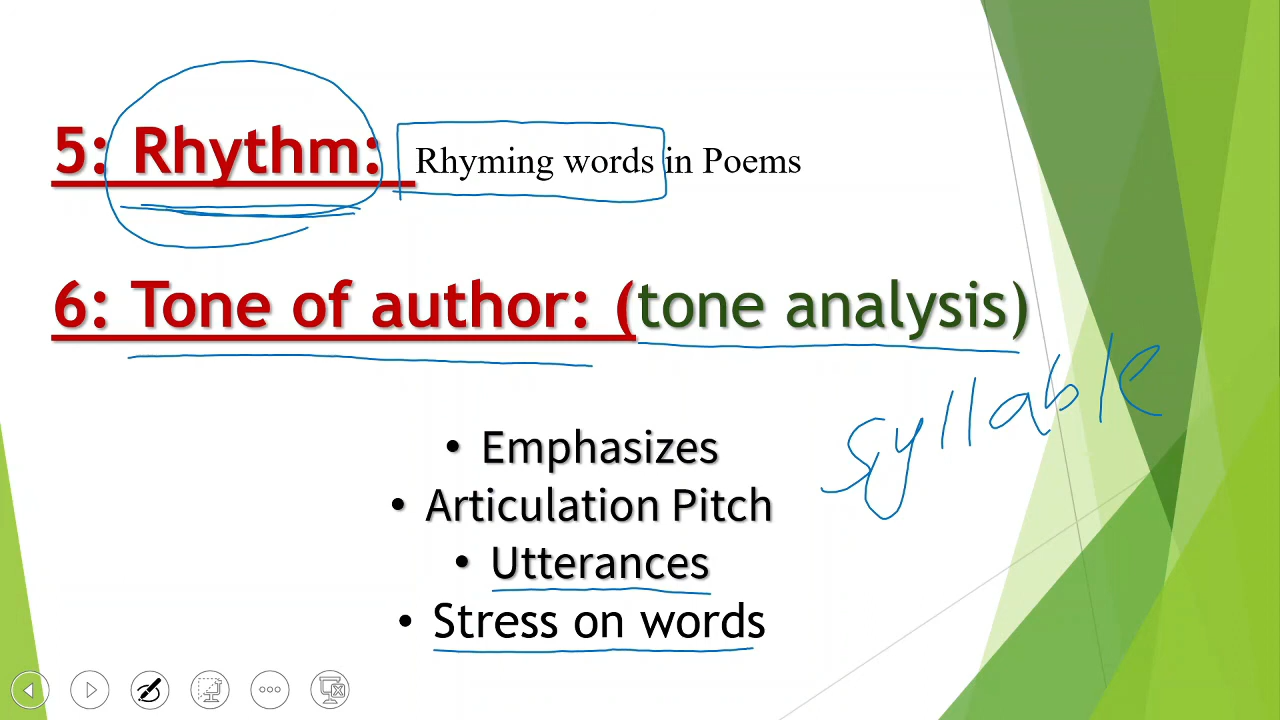 5: Rhythm: Rhyming words in Poems
6: Tone of author: (tone analysis)
syllable
• Emphasizes
• Articulation Pitch
• Utterances
• Stress on words